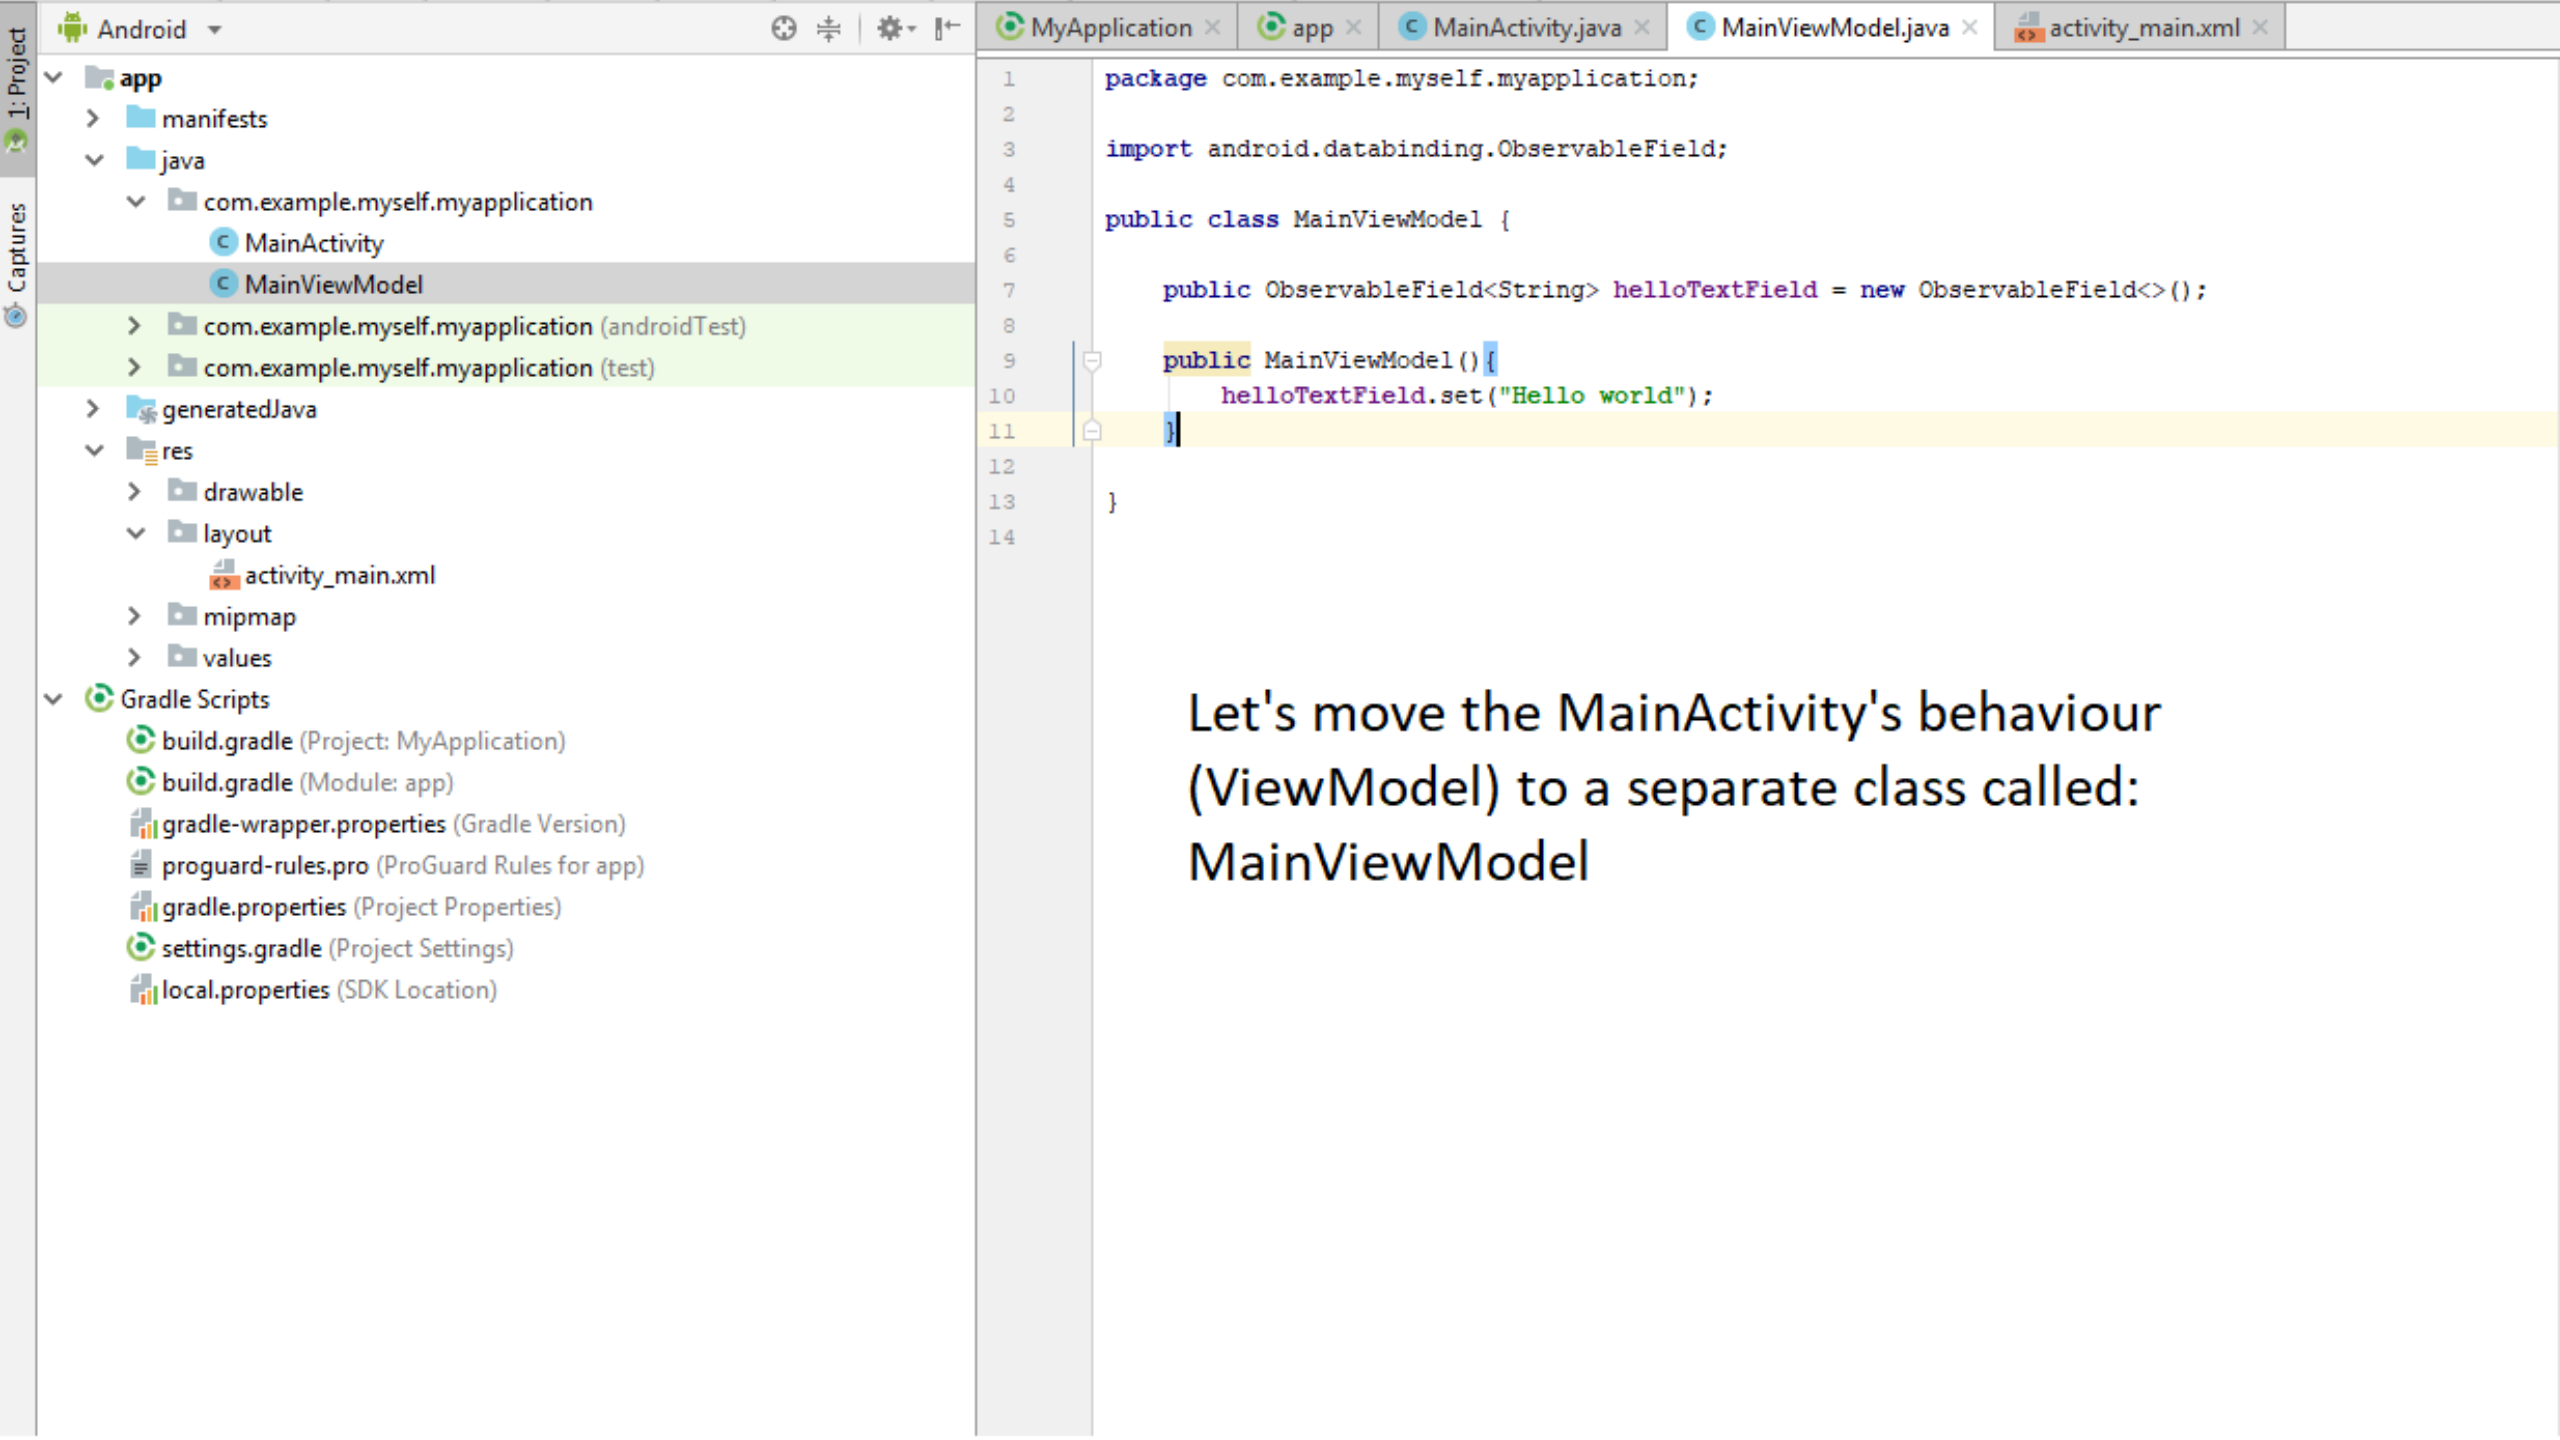 1: Project
Captures
Android
app
manifests
java
com.example.myself.myapplication
MainActivity
MainViewModel
com.example.myself.myapplication (androidTest)
com.example.myself.myapplication (test)
generatedJava
res
drawable
layout
activity_main.xml
mipmap
values
Gradle Scripts
build.gradle (Project: MyApplication)
build.gradle (Module: app)
gradle-wrapper.properties (Gradle Version)
proguard-rules.pro (ProGuard Rules for app)
gradle.properties (Project Properties)
settings.gradle (Project Settings)
local.properties (SDK Location)
MyApplication app MainActivity.java MainViewModel.java activity_main.xml
1 package com.example.myself.myapplication;
2
3 import android.databinding.ObservableField;
4
5 public class MainViewModel {
6
7 public ObservableField<String> helloTextField = new ObservableField<>();
8
9 public MainViewModel(){
10 helloTextField.set("Hello world");
11 }
12
13 }
14
Let's move the MainActivity's behaviour
(ViewModel) to a separate class called:
MainViewModel